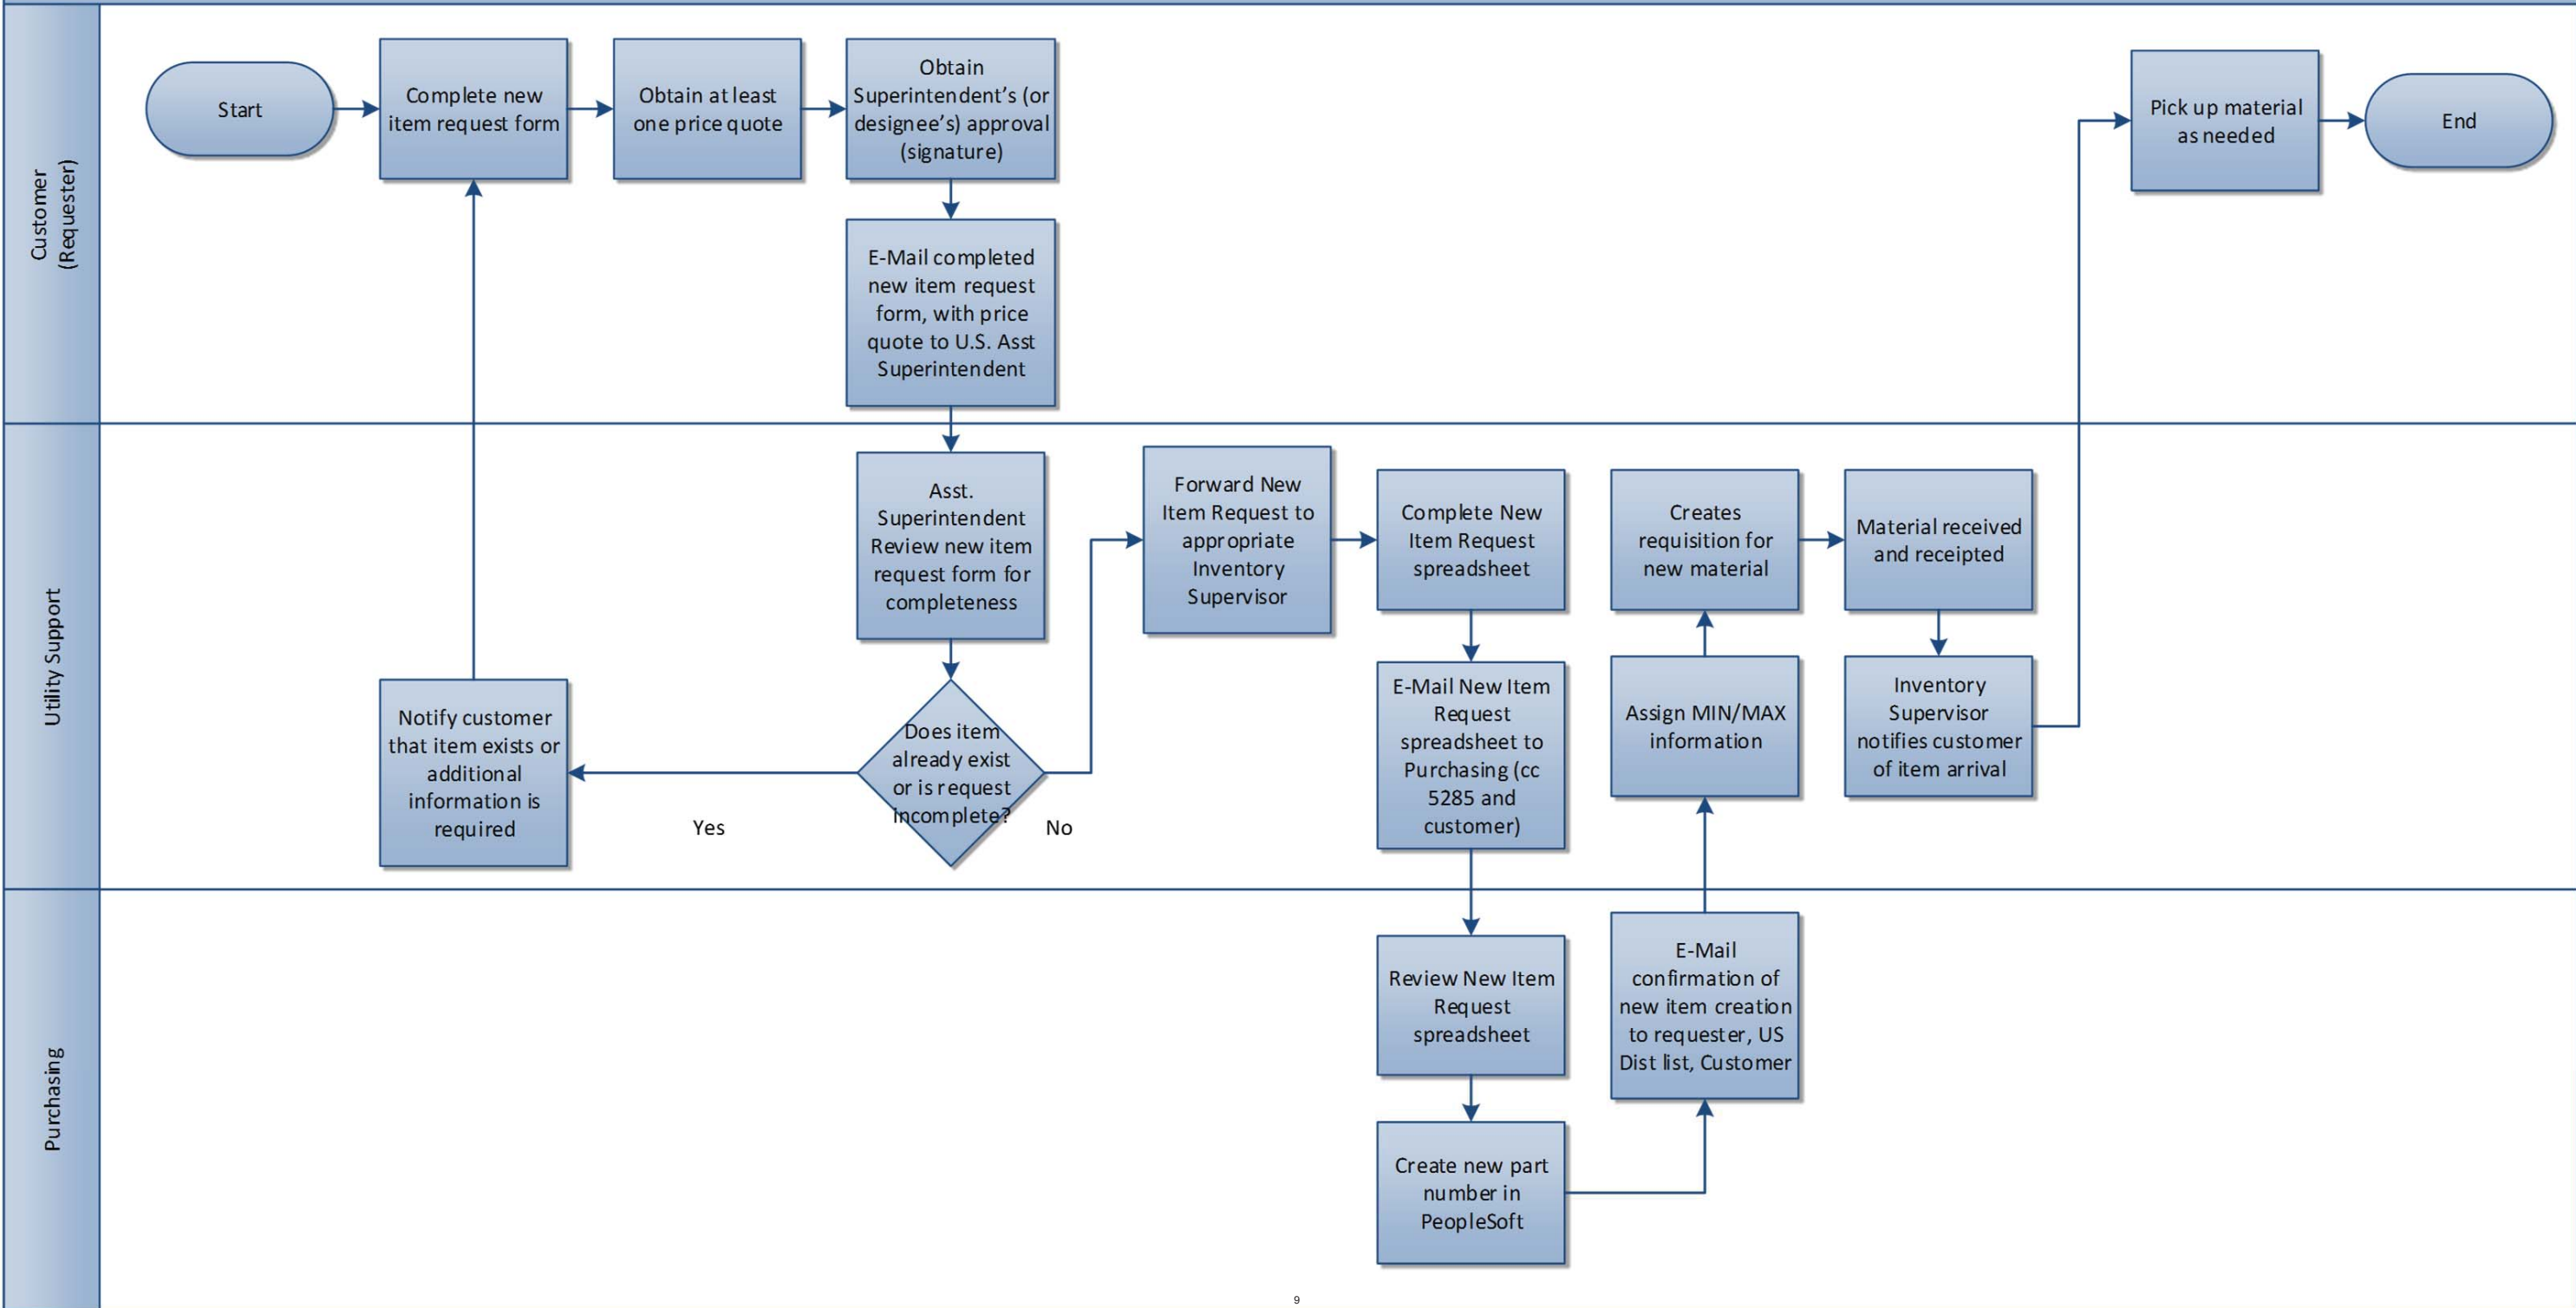 Customer
(Requester)
Start
Complete new
item request form
Obtain at least
one price quote
Obtain
Superintendent's (or
designee's) approval
(signature)
E-Mail completed
new item request
form, with price
quote to U.S. Asst
Superintendent
Pick up material
as needed
End
Utility Support
Asst.
Superintendent
Review new item
request form for
completeness
Does item
already exist
or is request
incomplete?
Yes
No
Notify customer
that item exists or
additional
information is
required
Forward New
Item Request to
appropriate
Inventory
Supervisor
Complete New
Item Request
spreadsheet
E-Mail New Item
Request
spreadsheet to
Purchasing (cc
5285 and
customer)
Creates
requisition for
new material
Assign MIN/MAX
information
Material received
and receipted
Inventory
Supervisor
notifies customer
of item arrival
Purchasing
Review New Item
Request
spreadsheet
Create new part
number in
PeopleSoft
E-Mail
confirmation of
new item creation
to requester, US
Dist list, Customer
9